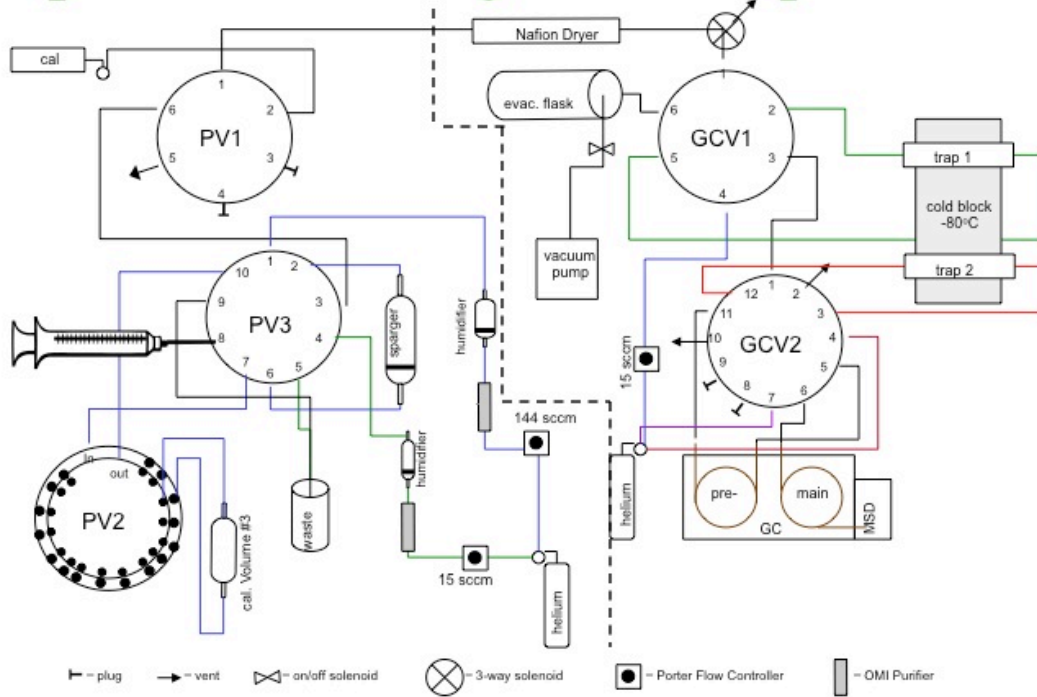 cal
Nafion Dryer
1
6
2
PV1
5
3
4
evac. flask
1
6
2
GCV1
5
3
4
trap 1
cold block
-80°C
trap 2
vacuum
pump
1
10
2
9
3
PV3
8
4
7
6
5
sparger
humidifier
humidifier
144 sccm
15 sccm
12
1
2
11
3
10
4
GCV2
9
5
8
7
6
15 sccm
helium
pre-
main
GC
MSD
In
out
PV2
cal. Volume #3
waste
15 sccm
helium
– plug
– vent
– on/off solenoid
– 3-way solenoid
– Porter Flow Controller
– OMI Purifier